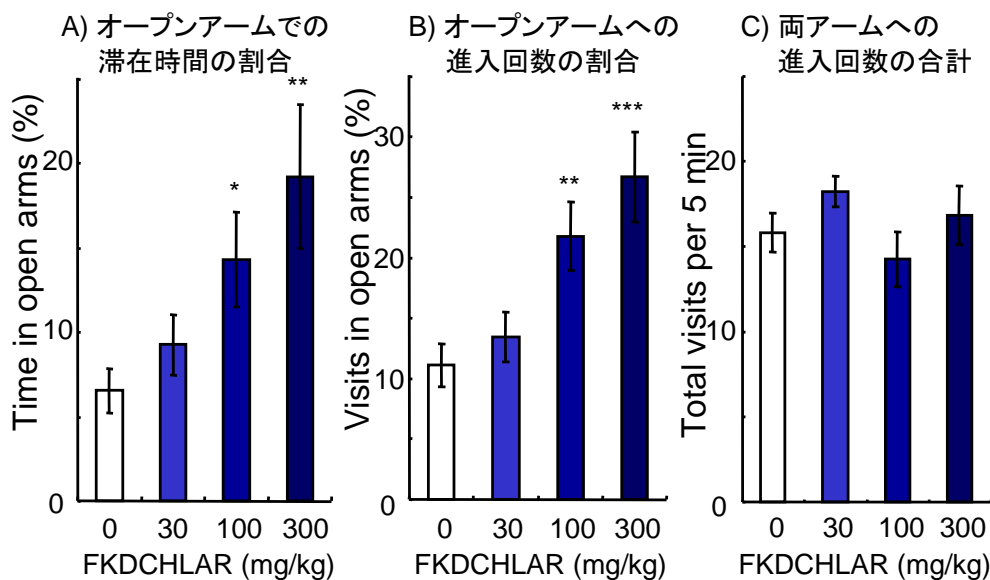 A) オープンアームでの
滞在時間の割合
Time in open arms (%)
20
10
0
**
*
0 30 100 300
FKDCHLAR (mg/kg)
B) オープンアームへの
進入回数の割合
Visits in open arms (%)
30
20
10
0
***
**
0 30 100 300
FKDCHLAR (mg/kg)
C) 両アームへの
進入回数の合計
Total visits per 5 min
20
10
0
0 30 100 300
FKDCHLAR (mg/kg)